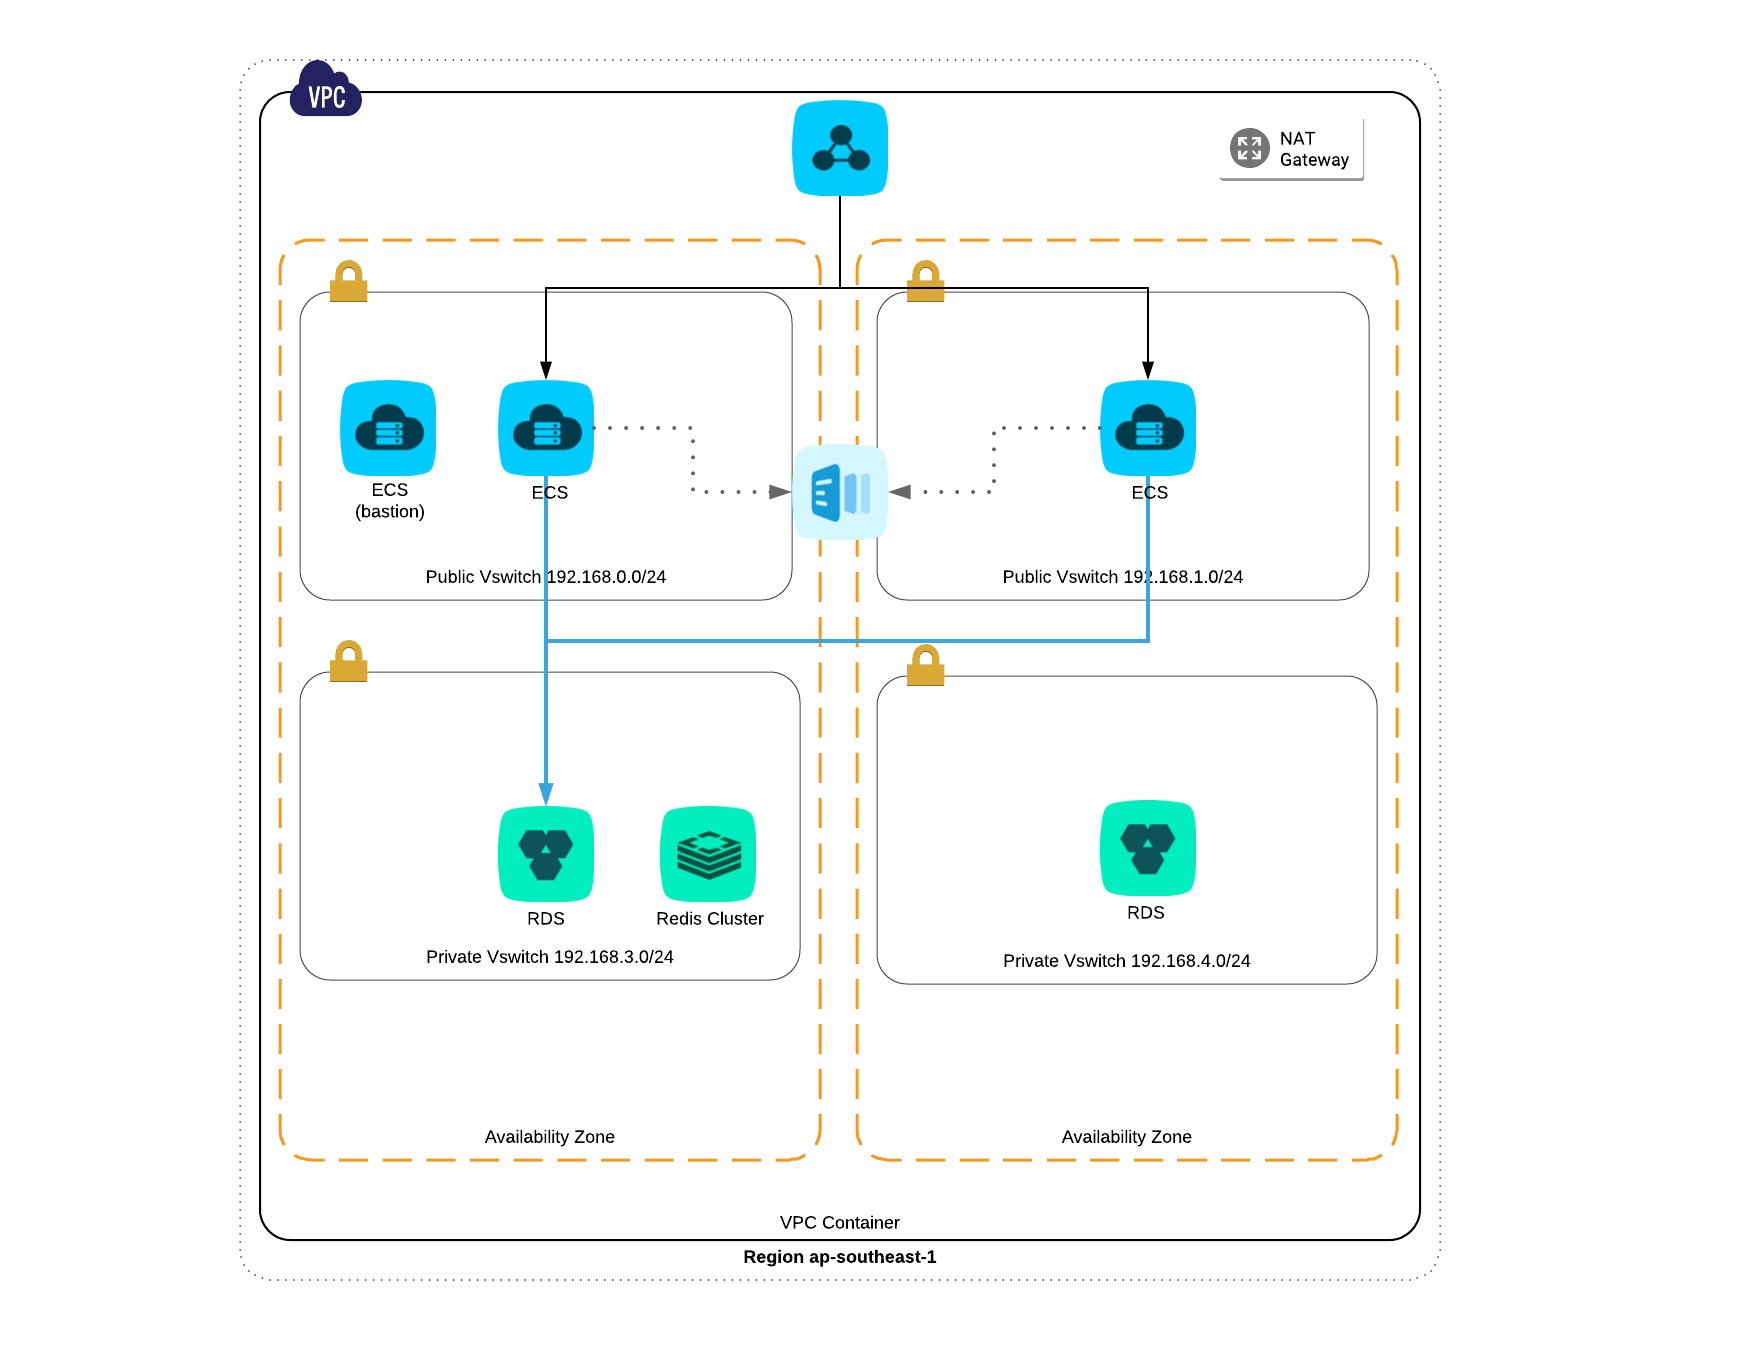 VPC
NAT
Gateway
ECS
(bastion)
ECS
ECS
Public Vswitch 192.168.0.0/24
Public Vswitch 192.168.1.0/24
RDS
Redis Cluster
RDS
Private Vswitch 192.168.3.0/24
Private Vswitch 192.168.4.0/24
Availability Zone
Availability Zone
VPC Container
Region ap-southeast-1